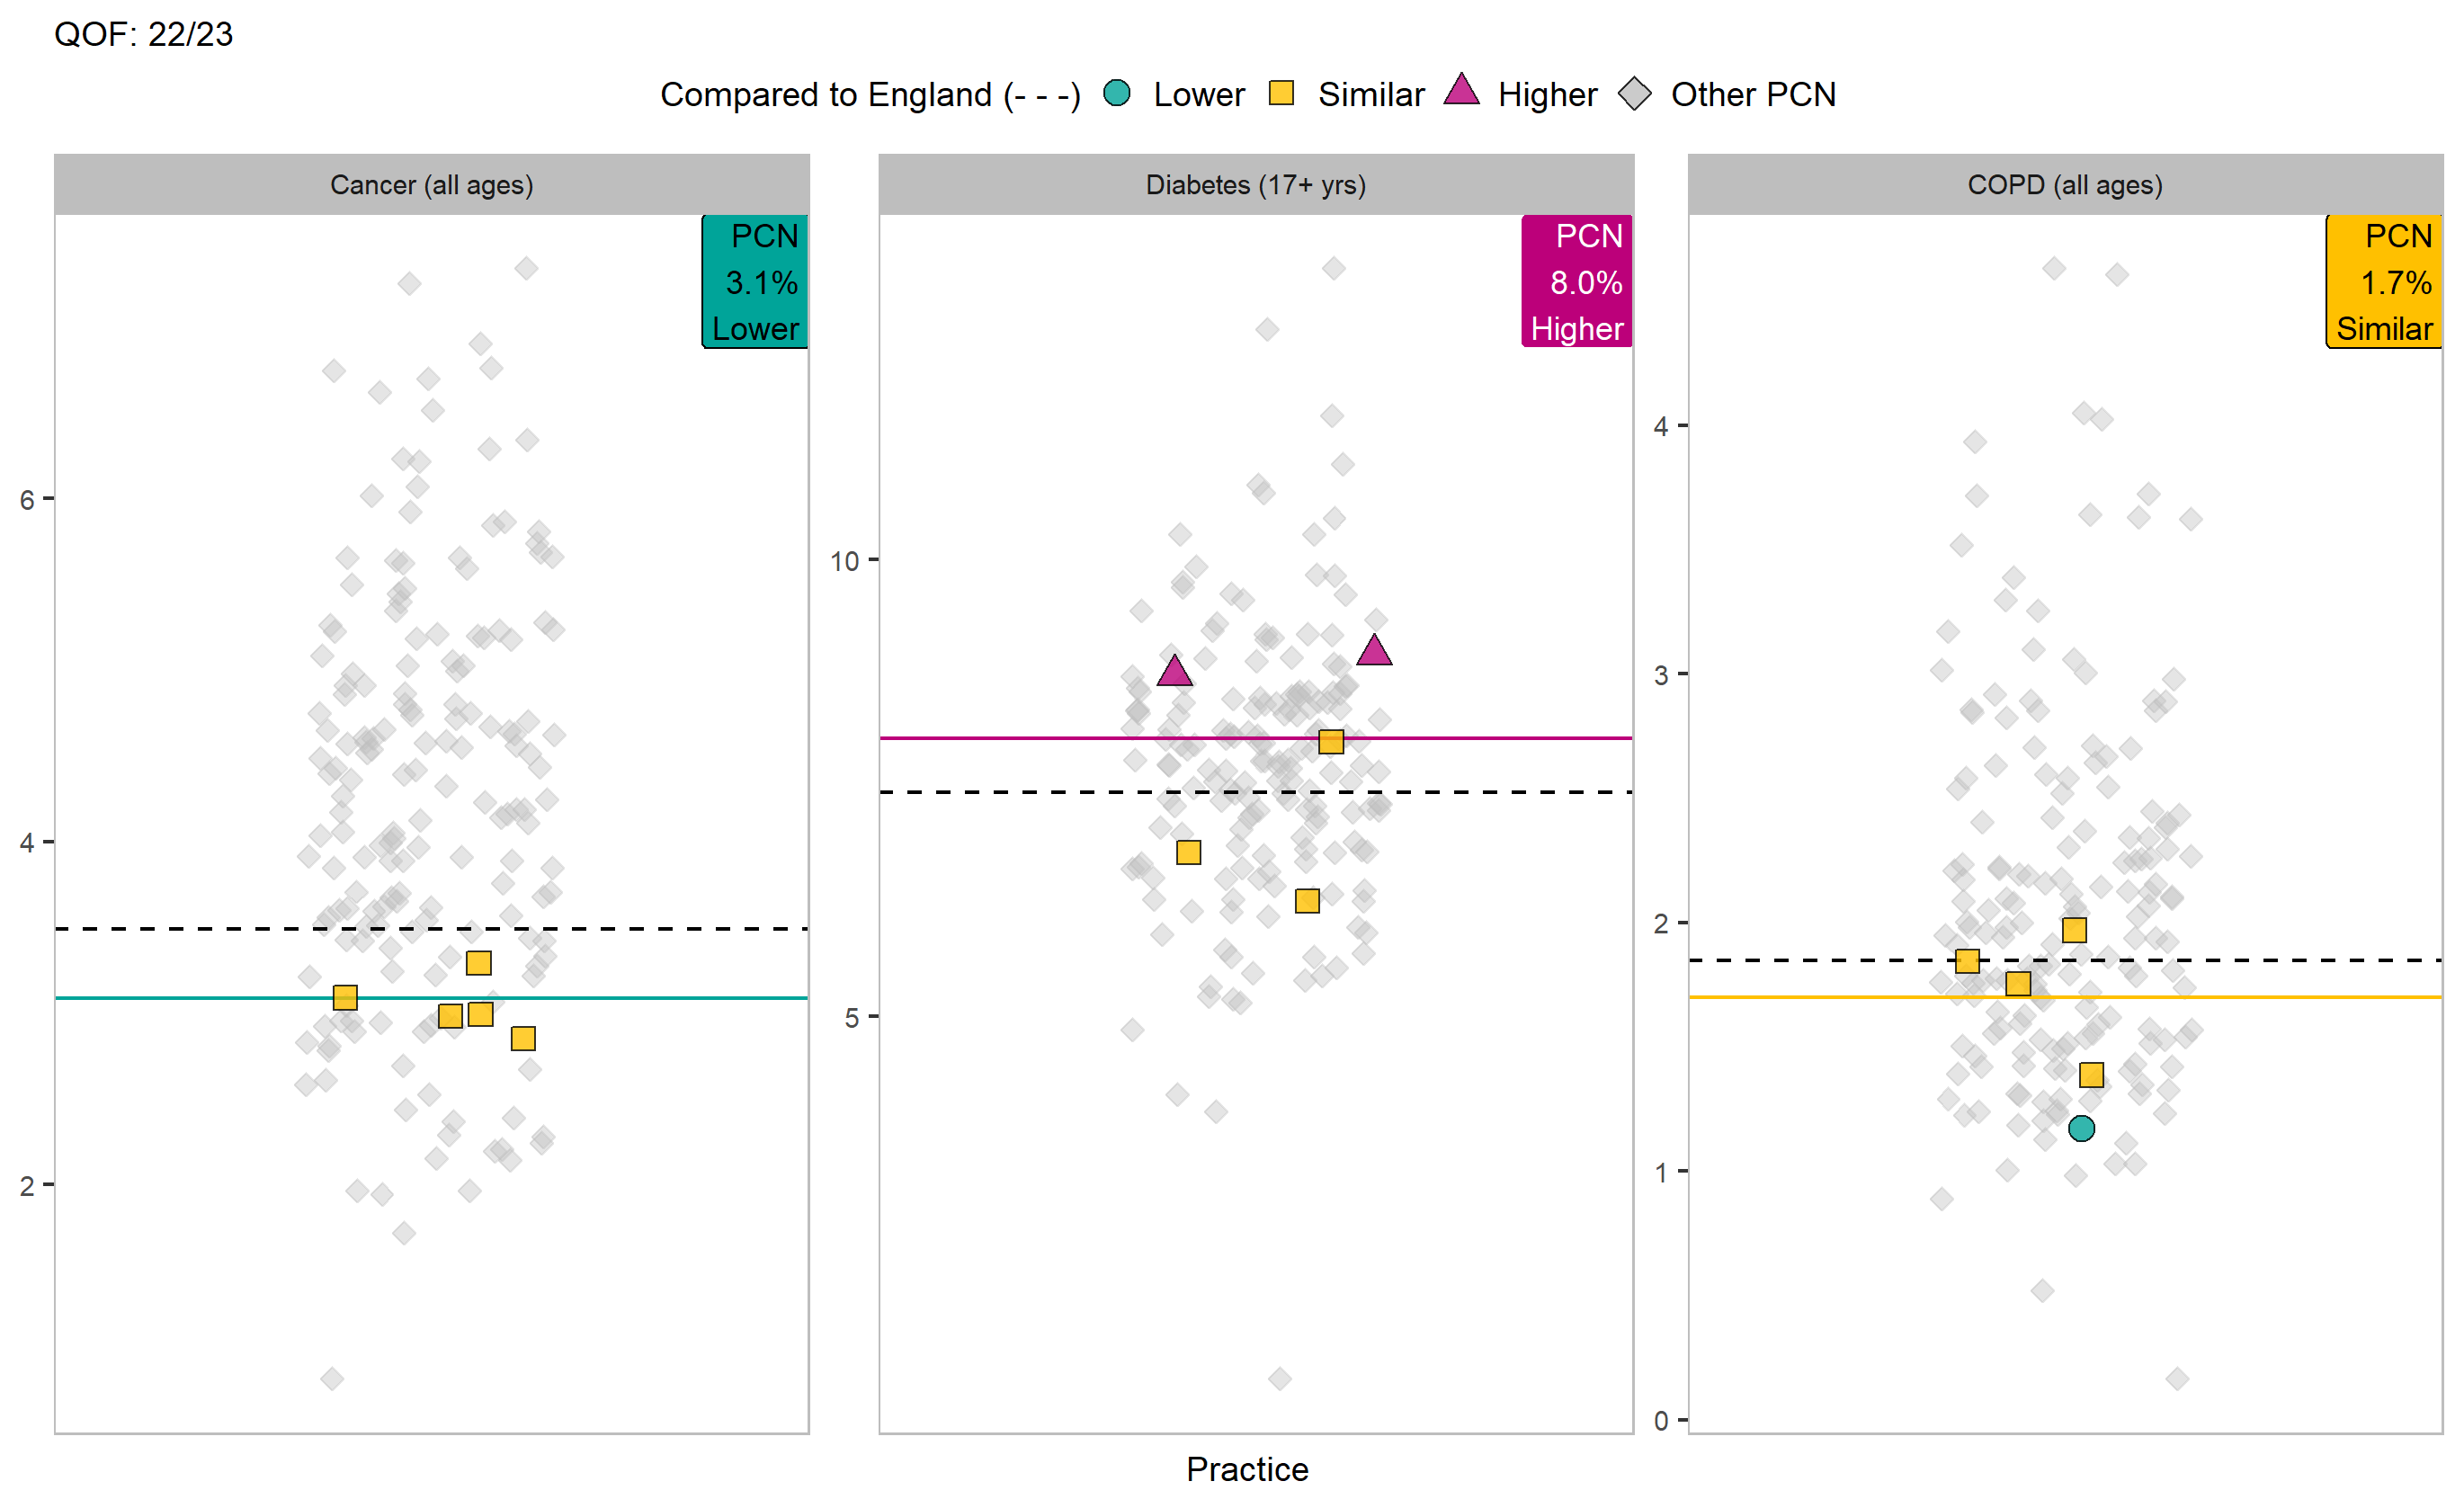 QOF: 22/23
Compared to England (- - -) Lower Similar Higher Other PCN
Cancer (all ages)
PCN
3.1%
Lower
6
4
2
Diabetes (17+ yrs)
PCN
8.0%
Higher
10
5
COPD (all ages)
PCN
1.7%
Similar
4
3
2
1
0
Practice